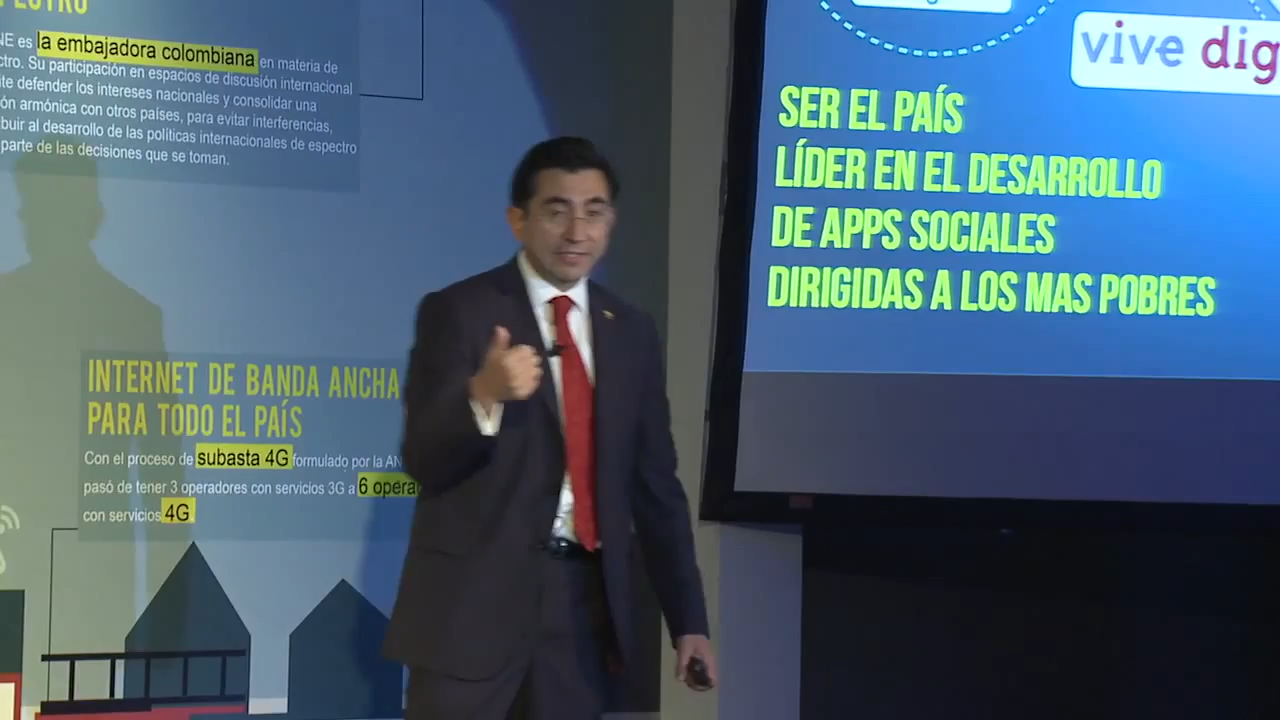 NE es la embajadora colombiana en materia de
ctro. Su participación en espacios de discusión internacional
ite defender los intereses nacionales y consolidar una
ón armónica con otros países, para evitar interferencias,
buir al desarrollo de las políticas internacionales de espectro
parte de las decisiones que se toman.
INTERNET DE BANDA ANCHA
PARA TODO EL PAÍS
Con el proceso de subasta 4G formulado por la AN
pasó de tener 3 operadores con servicios 3G a 6 opera
con servicios 4G
vive dig
SER EL PAÍS
LÍDER EN EL DESARROLLO
DE APPS SOCIALES
DIRIGIDAS A LOS MAS POBRES